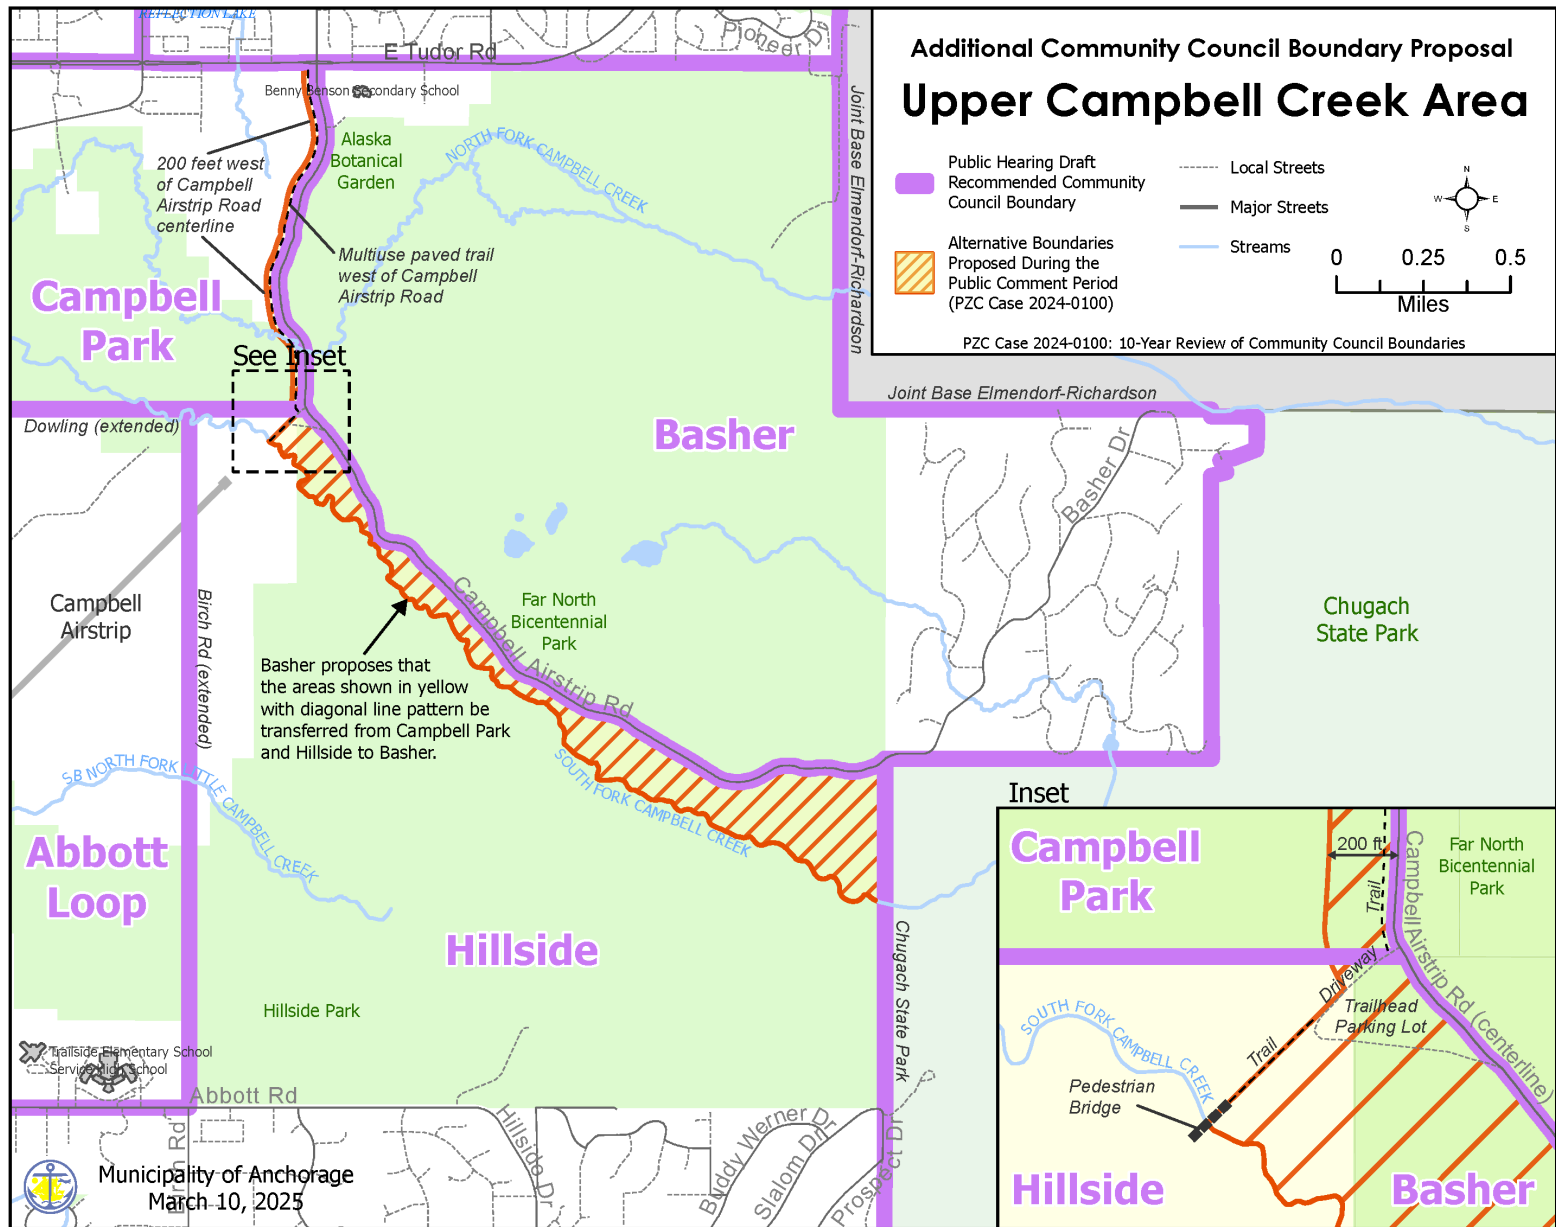 REFLECTION LAKE
E Tudor Rd
Pioneer Dr
Benny Benson Secondary School
200 feet west
of Campbell
Airstrip Road
centerline
Alaska
Botanical
Garden
NORTH FORK CAMPBELL CREEK
Multiuse paved trail
west of Campbell
Airstrip Road
Joint Base Elmendorf-Richardson
Additional Community Council Boundary Proposal
Upper Campbell Creek Area
Public Hearing Draft
Recommended Community
Council Boundary
Alternative Boundaries
Proposed During the
Public Comment Period
(PZC Case 2024-0100)
Local Streets
Major Streets
Streams
N
W
E
S
0 0.25 0.5
Miles
PZC Case 2024-0100: 10-Year Review of Community Council Boundaries
Campbell
Park
See Inset
Dowling (extended)
Basher
Joint Base Elmendorf-Richardson
Basher Dr
Campbell
Airstrip
Birch Rd (extended)
Campbell Airstrip Rd
Far North
Bicentennial
Park
Chugach
State Park
Basher proposes that
the areas shown in yellow
with diagonal line pattern be
transferred from Campbell Park
and Hillside to Basher.
SOUTH FORK CAMPBELL CREEK
SB NORTH FORK LITTLE CAMPBELL CREEK
Abbott
Loop
Hillside
Hillside Park
Chugach State Park
Trailside Elementary School
Service High School
Abbott Rd
Birch Rd
Hillside Dr
Buddy Werner Dr
Slalom Dr
Prospect Dr
Municipality of Anchorage
March 10, 2025
Inset
Campbell
Park
200 ft
Trail
Campbell Airstrip Rd (centerline)
Far North
Bicentennial
Park
Driveway
Trailhead
Parking Lot
SOUTH FORK CAMPBELL CREEK
Trail
Pedestrian
Bridge
Hillside
Basher